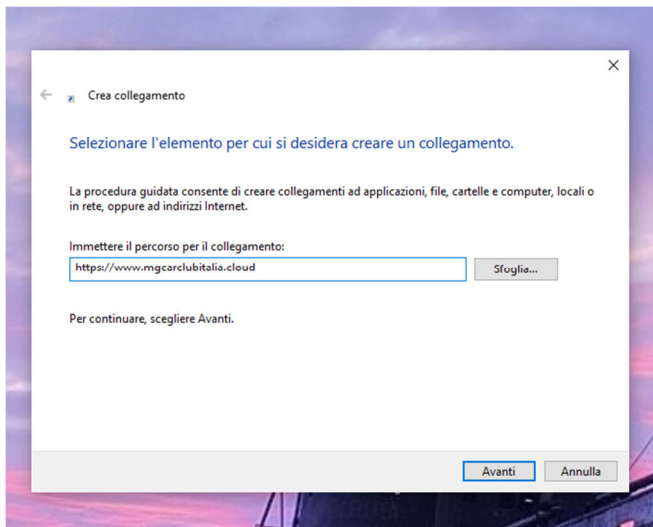 Crea collegamento
Selezionare l'elemento per cui si desidera creare un collegamento.
La procedura guidata consente di creare collegamenti ad applicazioni, file, cartelle e computer, locali o
in rete, oppure ad indirizzi Internet.
Immettere il percorso per il collegamento:
https://www.mgcarclubitalia.cloud
Sfoglia...
Per continuare, scegliere Avanti.
Avanti
Annulla